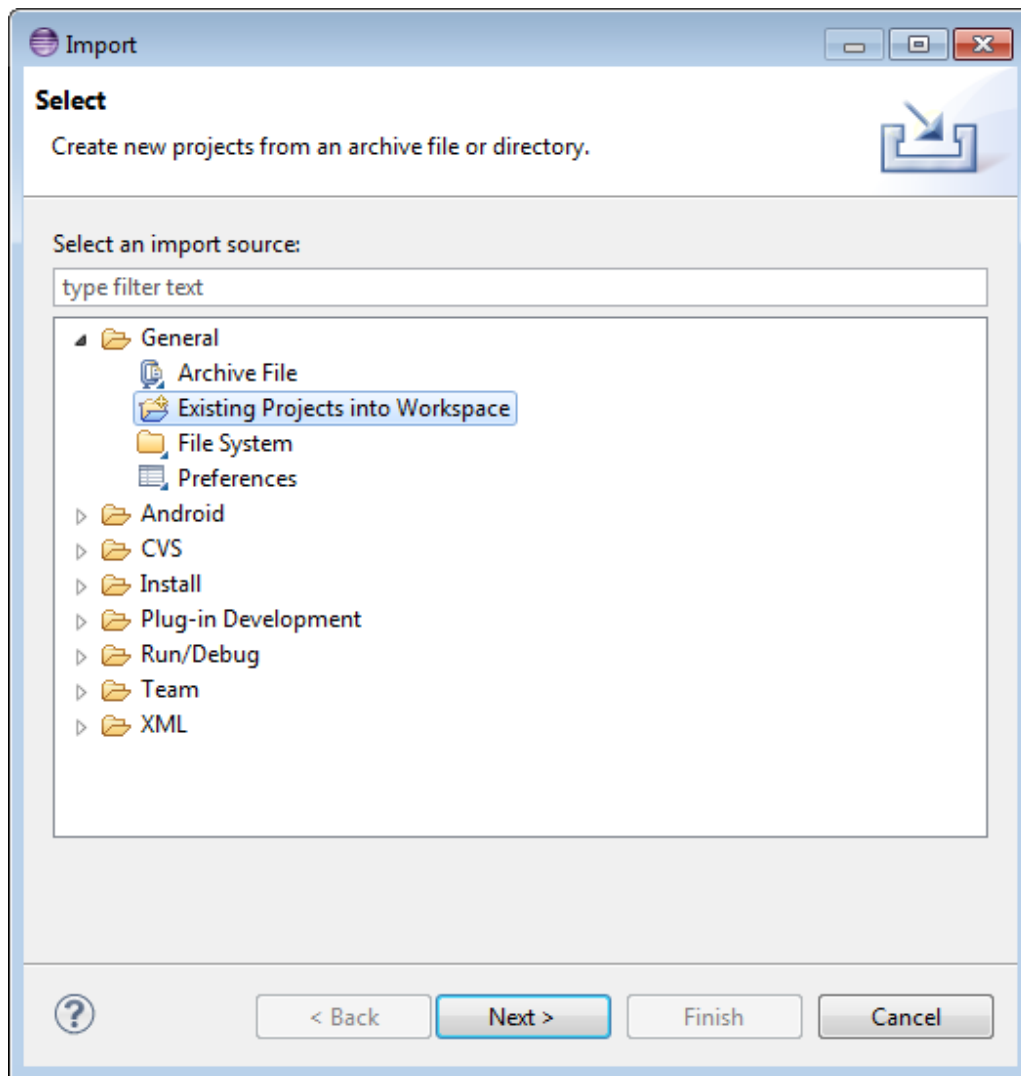 Import
Select
Create new projects from an archive file or directory.
Select an import source:
type filter text
General
Archive File
Existing Projects into Workspace
File System
Preferences
Android
CVS
Install
Plug-in Development
Run/Debug
Team
XML
? < Back Next > Finish Cancel